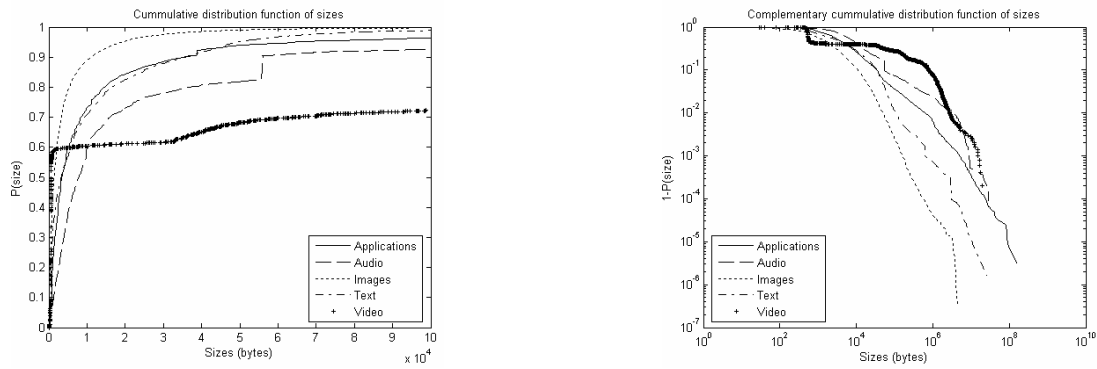 Cummulative distribution function of sizes
1
0.9
0.8
0.7
0.6
0.5
0.4
0.3
0.2
0.1
0
P(size)
0 1 2 3 4 5 6 7 8 9 10
Sizes (bytes)
x 10^4
Applications
Audio
Images
Text
Video
Complementary cummulative distribution function of sizes
10^0
10^-1
10^-2
10^-3
10^-4
10^-5
10^-6
10^-7
1-P(size)
10^0 10^2 10^4 10^6 10^8 10^10
Sizes (bytes)
Applications
Audio
Images
Text
Video